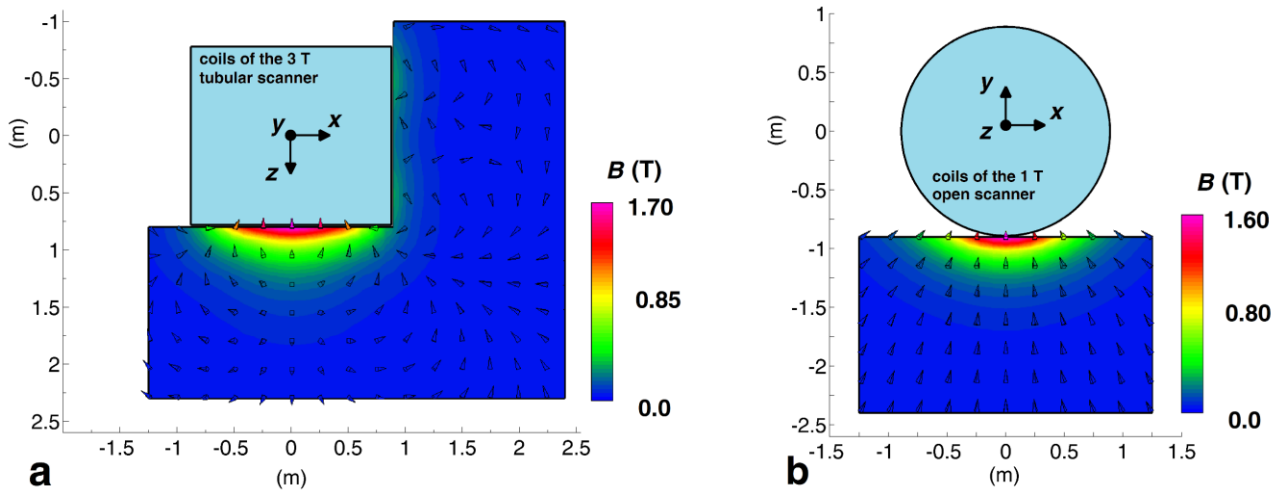 -1
-0.5
0
0.5
1
1.5
2
2.5
(m)
coils of the 3 T
tubular scanner
y
x
z
-1.5
-1
-0.5
0
0.5
1
1.5
2
2.5
(m)
B (T)
1.70
0.85
0.0
a
1
0.5
0
-0.5
-1
-1.5
-2
-2.5
(m)
y
x
z
coils of the 1 T
open scanner
-1.5
-1
-0.5
0
0.5
1
1.5
(m)
B (T)
1.60
0.80
0.0
b